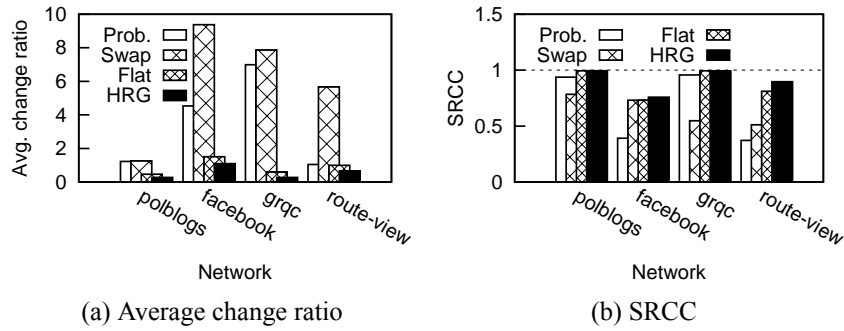 10
8
6
4
2
0
Avg. change ratio
Prob.
Swap
Flat
HRG
polblogs
facebook
grqc
route-view
Network
(a) Average change ratio
1.5
1
0.5
0
SRCC
Prob.
Swap
Flat
HRG
polblogs
facebook
grqc
route-view
Network
(b) SRCC